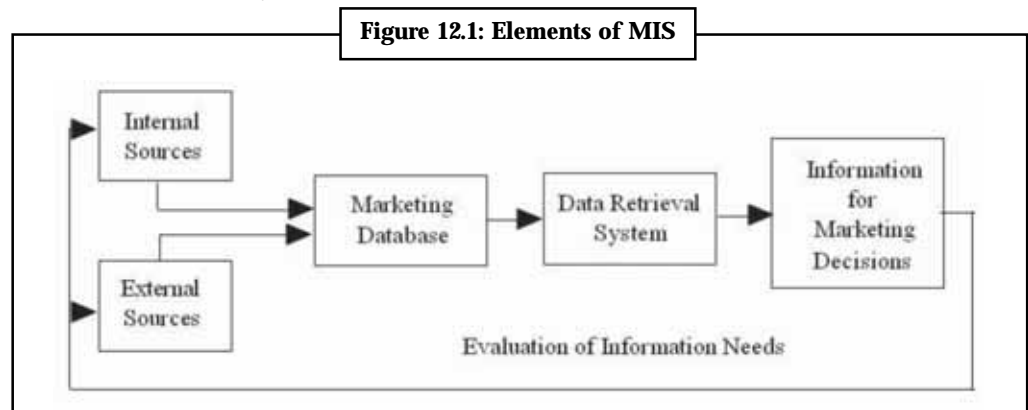 Figure 12.1: Elements of MIS
Internal
Sources
External
Sources
Marketing
Database
Data Retrieval
System
Information
for
Marketing
Decisions
Evaluation of Information Needs